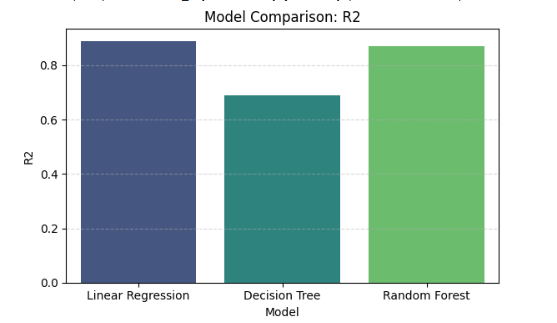 Model Comparison: R2
0.8
0.6
0.4
0.2
0.0
R2
Linear Regression Decision Tree Random Forest
Model